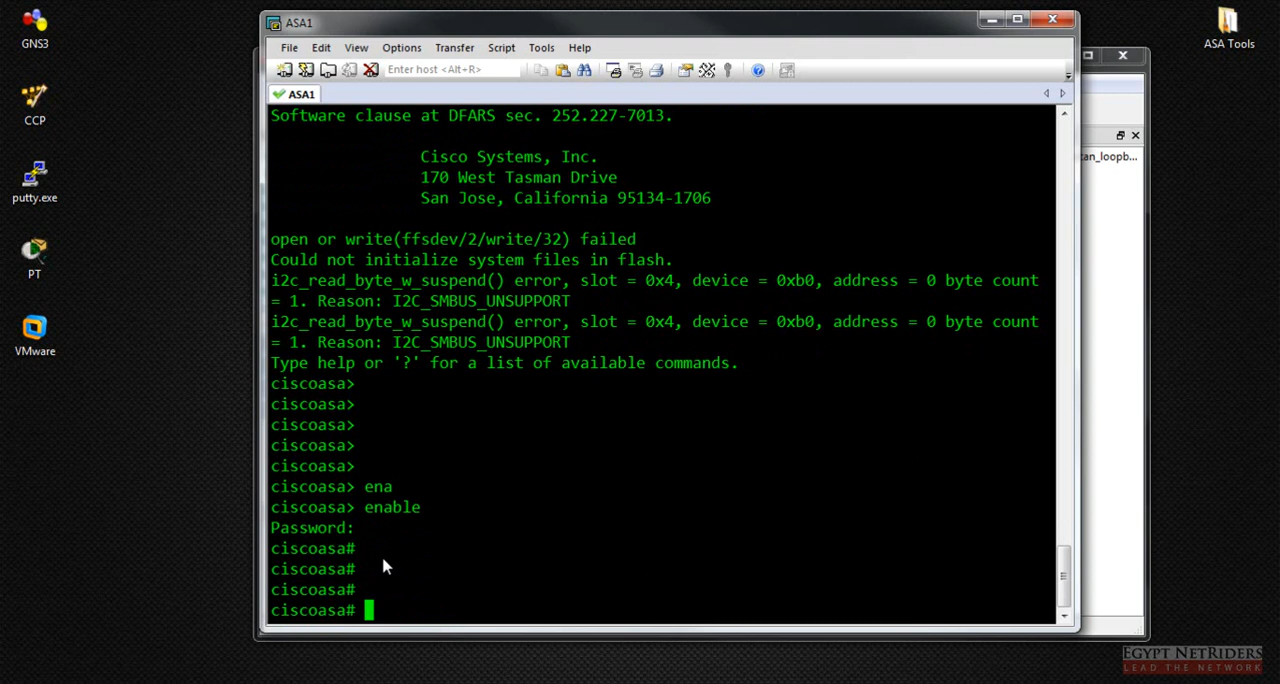 GNS3
CCP
putty.exe
PT
VMware
ASA Tools
ASA1
File Edit View Options Transfer Script Tools Help
Enter host <Alt+R>
ASA1
Software clause at DFARS sec. 252.227-7013.
Cisco Systems, Inc.
170 West Tasman Drive
San Jose, California 95134-1706
open or write(ffsdev/2/write/32) failed
Could not initialize system files in flash.
i2c_read_byte_w_suspend() error, slot = 0x4, device = 0xb0, address = 0 byte count
= 1. Reason: I2C_SMBUS_UNSUPPORT
i2c_read_byte_w_suspend() error, slot = 0x4, device = 0xb0, address = 0 byte count
= 1. Reason: I2C_SMBUS_UNSUPPORT
Type help or '?' for a list of available commands.
ciscoasa>
ciscoasa>
ciscoasa>
ciscoasa>
ciscoasa>
ciscoasa> ena
ciscoasa> enable
Password:
ciscoasa#
ciscoasa#
ciscoasa#
ciscoasa#
tan_loopb...
EGYPT NETRIDERS
LEAD THE NETWORK